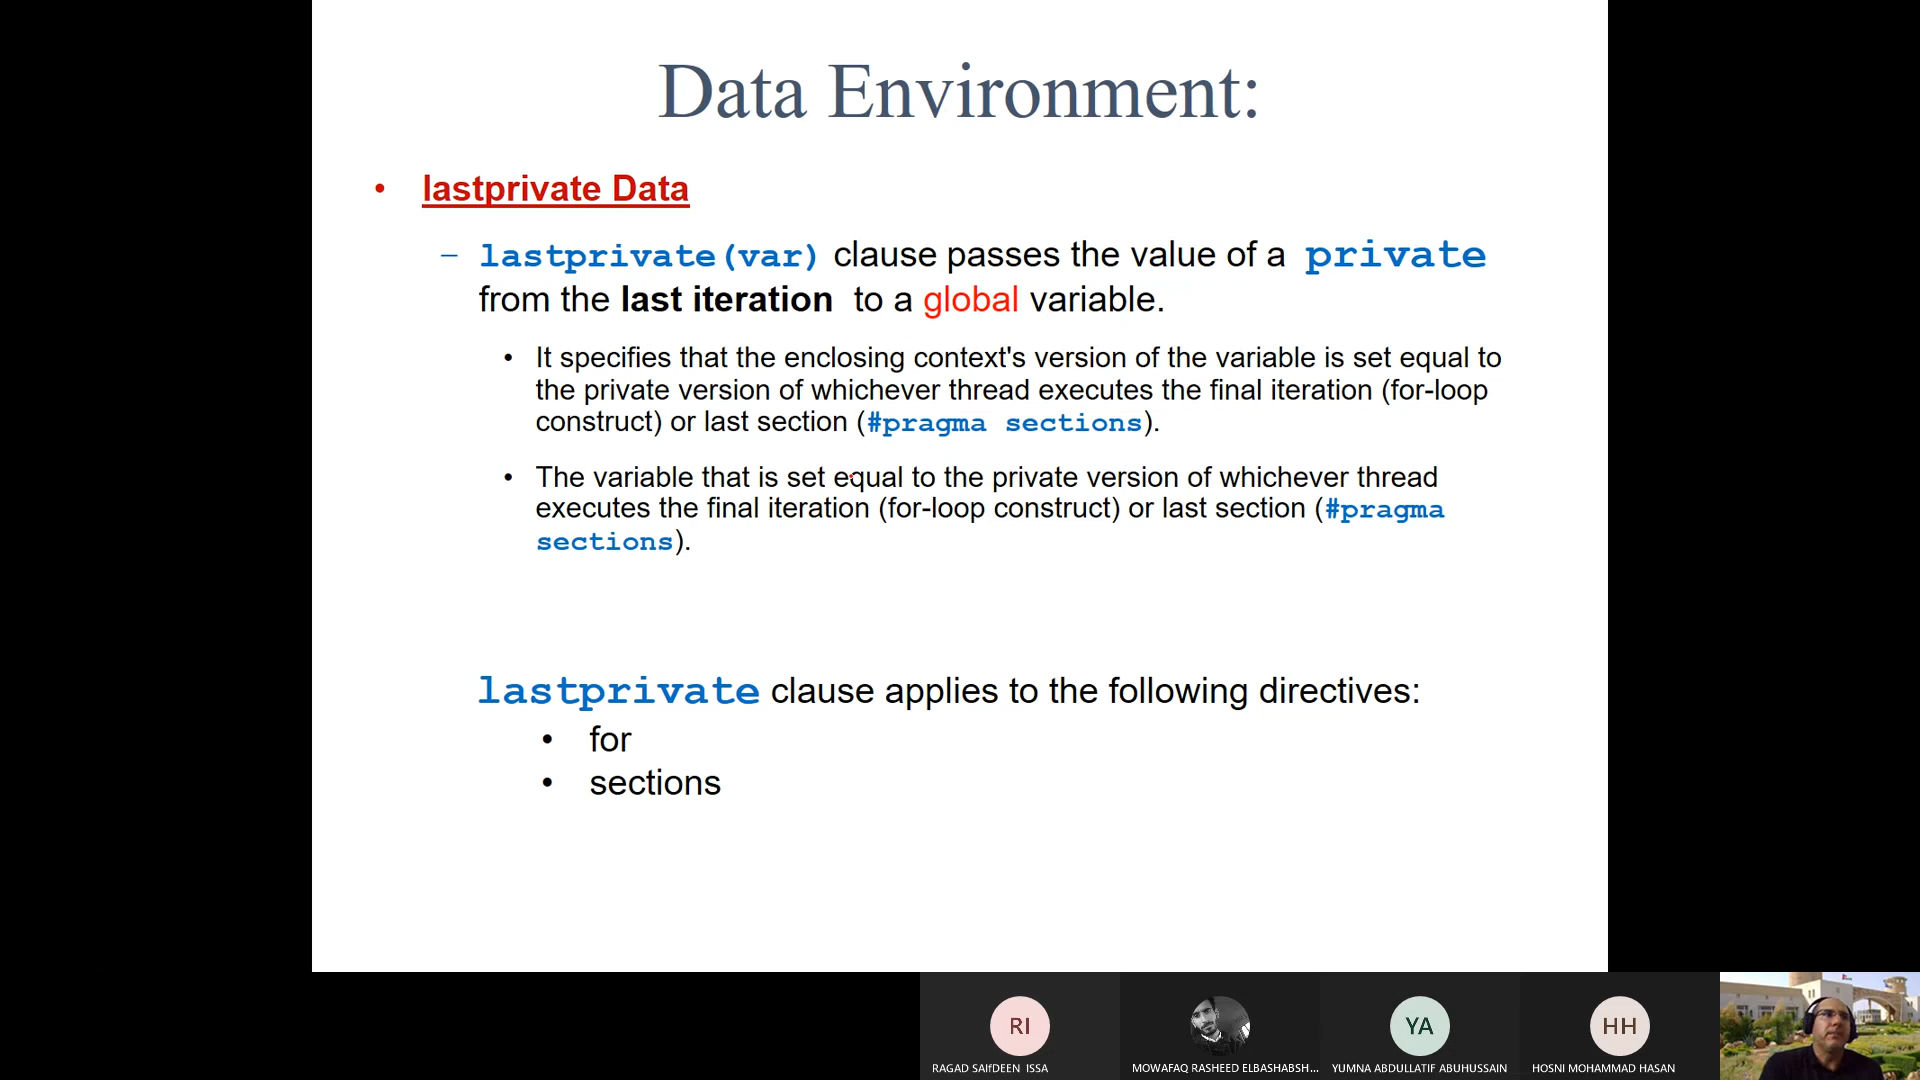 Data Environment:
• lastprivate Data
– lastprivate(var) clause passes the value of a private
from the last iteration to a global variable.
• It specifies that the enclosing context's version of the variable is set equal to
the private version of whichever thread executes the final iteration (for-loop
construct) or last section (#pragma sections).
• The variable that is set equal to the private version of whichever thread
executes the final iteration (for-loop construct) or last section (#pragma
sections).
lastprivate clause applies to the following directives:
• for
• sections
RI
YA
HH
RAGAD SAIfDEEN ISSA
MOWAFAQ RASHEED ELBASHABSH...
YUMNA ABDULLATIF ABUHUSSAIN
HOSNI MOHAMMAD HASAN